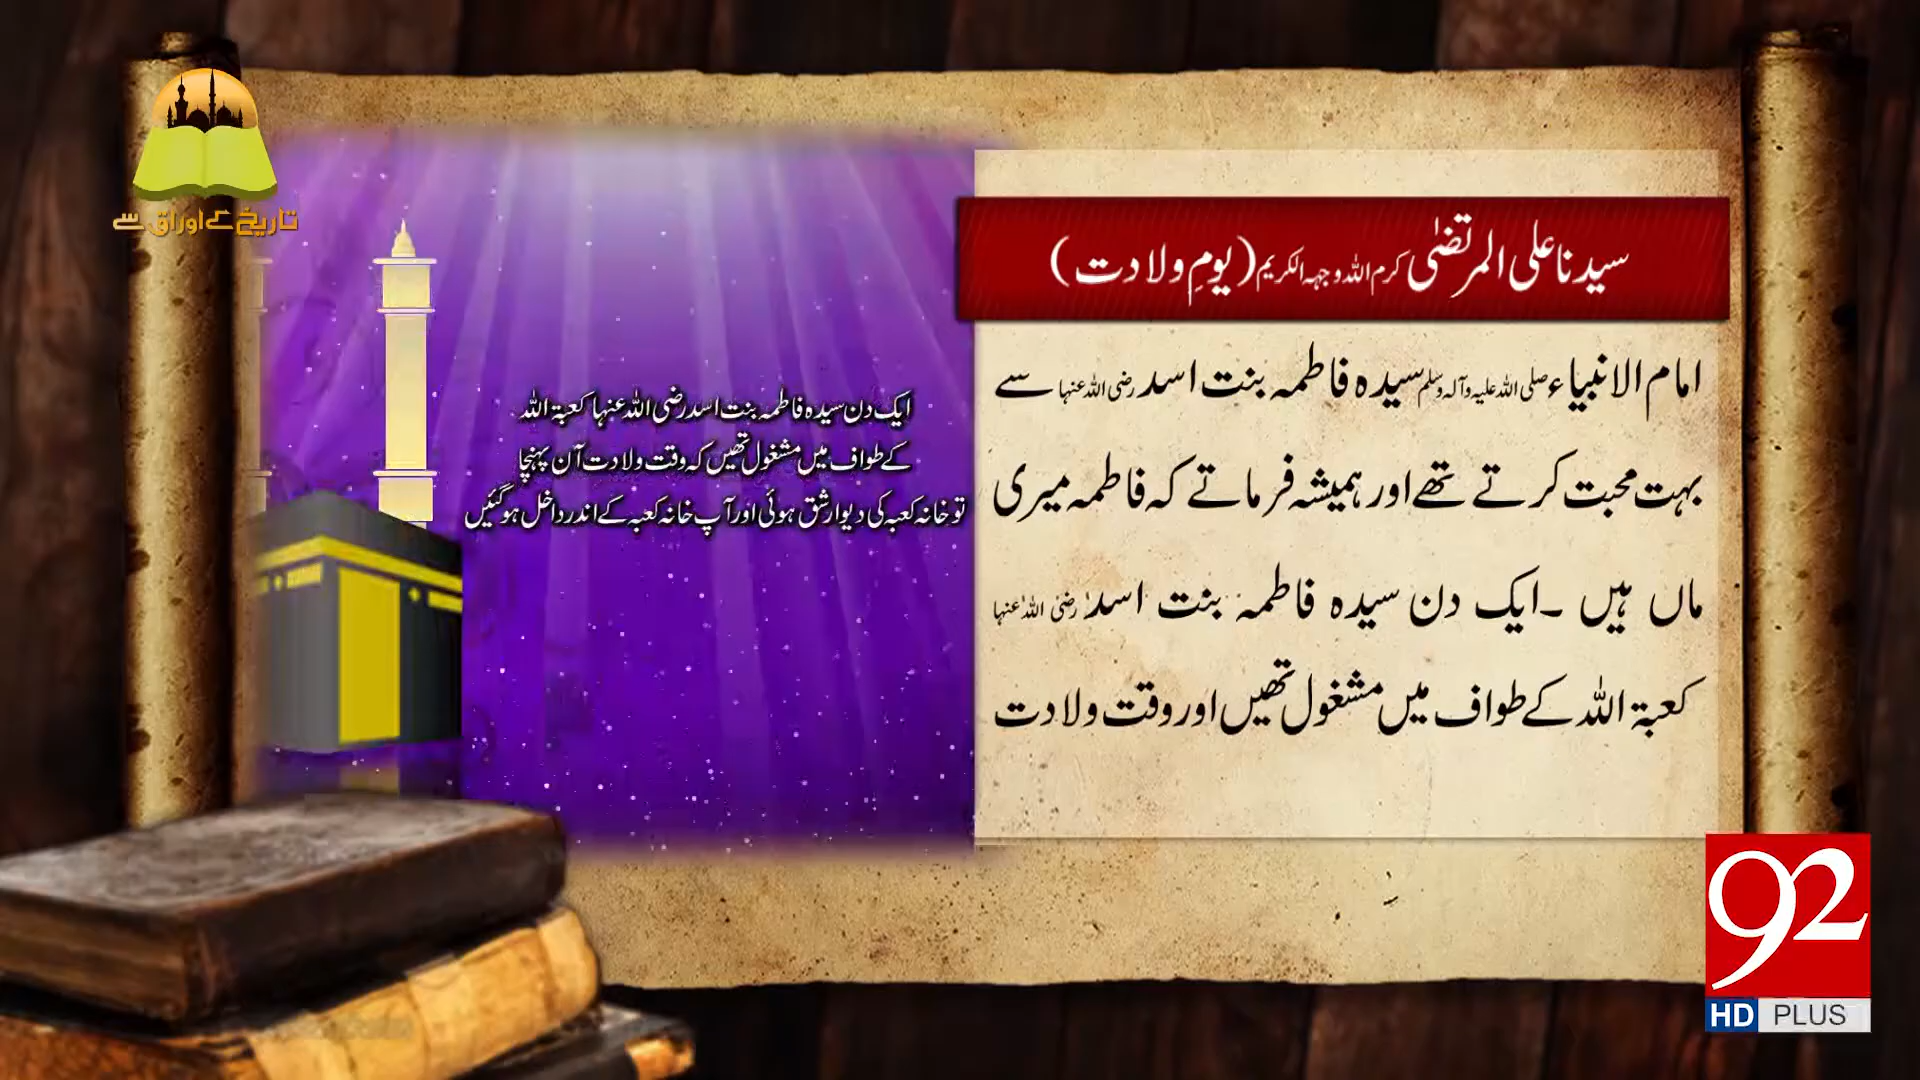 تاریخ کے اوراق سے
سیدنا علی المرتضیٰ کرم اللہ وجہہ الکریم (یومِ ولادت)
امام الانبیاء صلی اللہ علیہ وآلہ وسلم سیدہ فاطمہ بنت اسد رضی اللہ عنہا سے
بہت محبت کرتے تھے اور ہمیشہ فرماتے کہ فاطمہ میری
ماں ہیں ۔ایک دن سیدہ فاطمہ بنت اسد رضی اللہ عنہا
کعبۃ اللہ کے طواف میں مشغول تھیں اور وقت ولادت
ایک دن سیدہ فاطمہ بنت اسد رضی اللہ عنہا کعبۃ اللہ
کے طواف میں مشغول تھیں کہ وقت ولادت آن پہنچا
تو خانہ کعبہ کی دیوار شق ہوئی اور آپ خانہ کعبہ کے اندر داخل ہوگئیں
92
HD PLUS